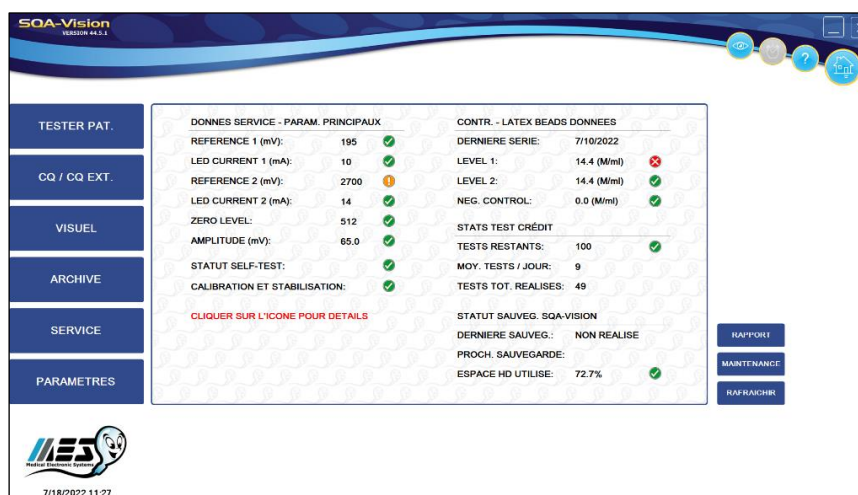 SQA-Vision
VERSION 44.5.1
?
TESTER PAT.
CQ / CQ EXT.
VISUEL
ARCHIVE
SERVICE
PARAMETRES
DONNES SERVICE - PARAM. PRINCIPAUX
REFERENCE 1 (mV): 195
LED CURRENT 1 (mA): 10
REFERENCE 2 (mV): 2700
LED CURRENT 2 (mA): 14
ZERO LEVEL: 512
AMPLITUDE (mV): 65.0
STATUT SELF-TEST:
CALIBRATION ET STABILISATION:
CLIQUER SUR L'ICONE POUR DETAILS
CONTR. - LATEX BEADS DONNEES
DERNIERE SERIE: 7/10/2022
LEVEL 1: 14.4 (M/ml)
LEVEL 2: 14.4 (M/ml)
NEG. CONTROL: 0.0 (M/ml)
STATS TEST CRÉDIT
TESTS RESTANTS: 100
MOY. TESTS / JOUR: 9
TESTS TOT. REALISES: 49
STATUT SAUVEG. SQA-VISION
DERNIERE SAUVEG.: NON REALISE
PROCH. SAUVEGARDE:
ESPACE HD UTILISE: 72.7%
RAPPORT
MAINTENANCE
RAFRAICHIR
MES
Medical Electronic Systems
7/18/2022 11:27